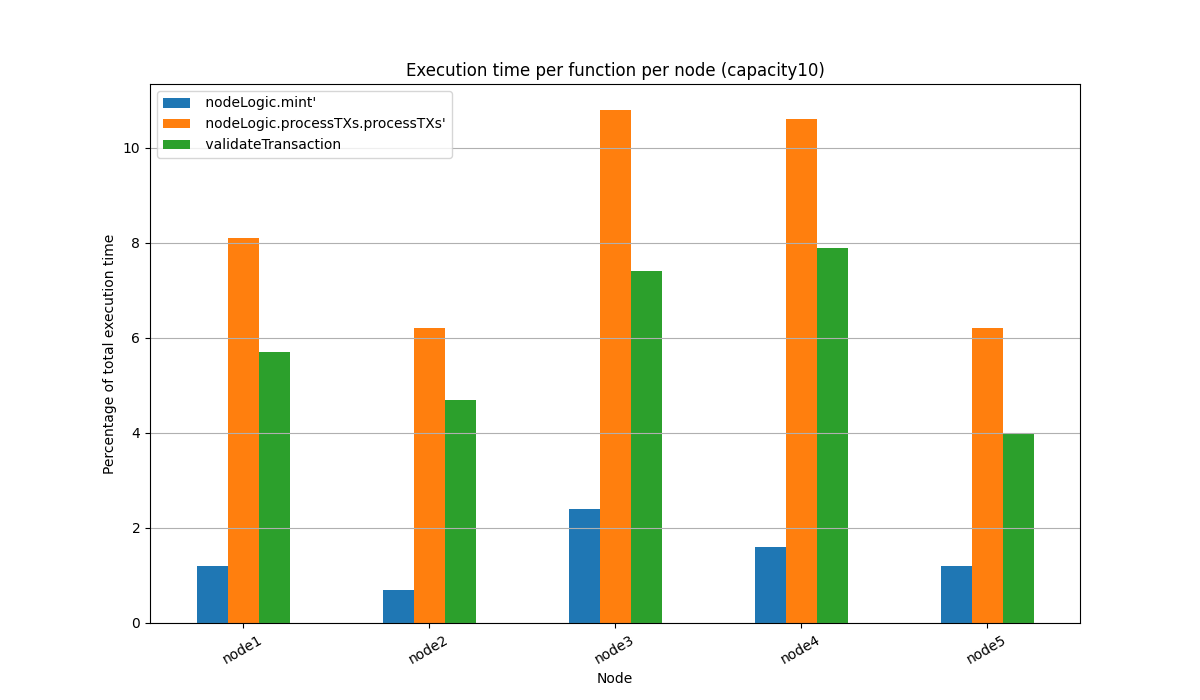 Execution time per function per node (capacity10)
nodeLogic.mint'
nodeLogic.processTXs.processTXs'
validateTransaction
Percentage of total execution time
10
8
6
4
2
0
node1 node2 node3 node4 node5
Node